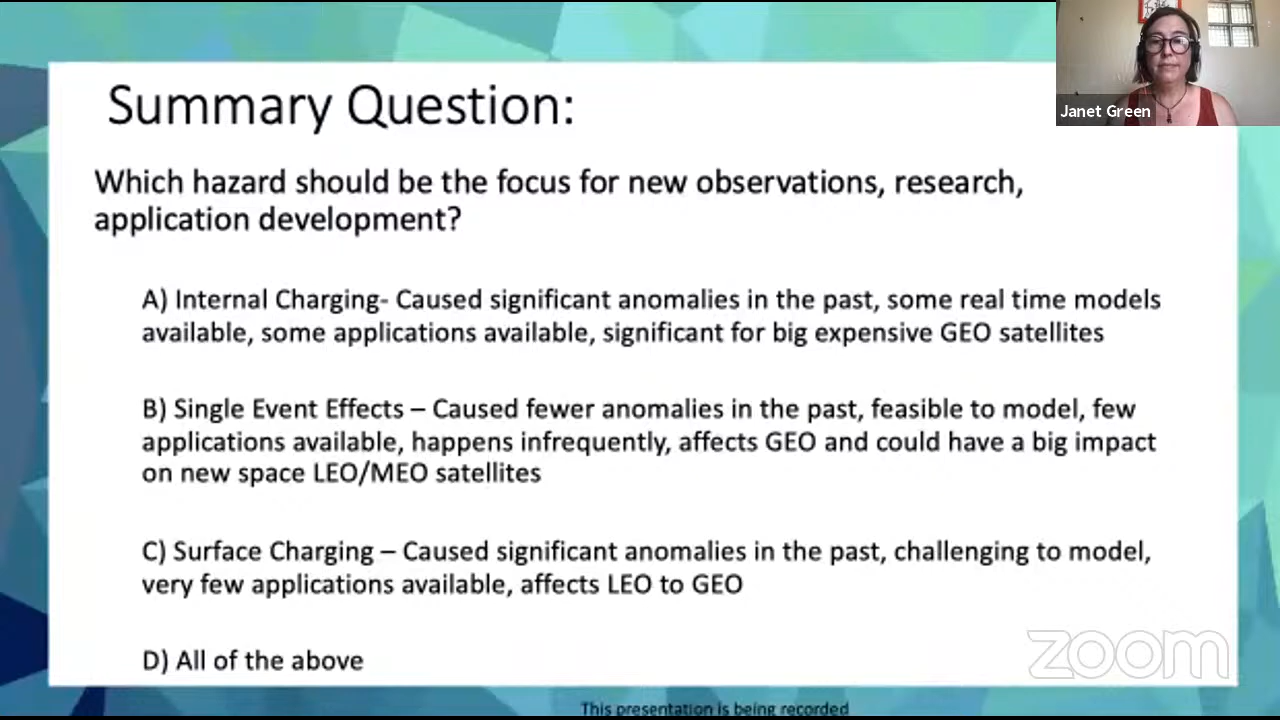 Summary Question:
Janet Green
Which hazard should be the focus for new observations, research,
application development?
A) Internal Charging- Caused significant anomalies in the past, some real time models
available, some applications available, significant for big expensive GEO satellites
B) Single Event Effects – Caused fewer anomalies in the past, feasible to model, few
applications available, happens infrequently, affects GEO and could have a big impact
on new space LEO/MEO satellites
C) Surface Charging – Caused significant anomalies in the past, challenging to model,
very few applications available, affects LEO to GEO
D) All of the above
zoom
This presentation is being recorded